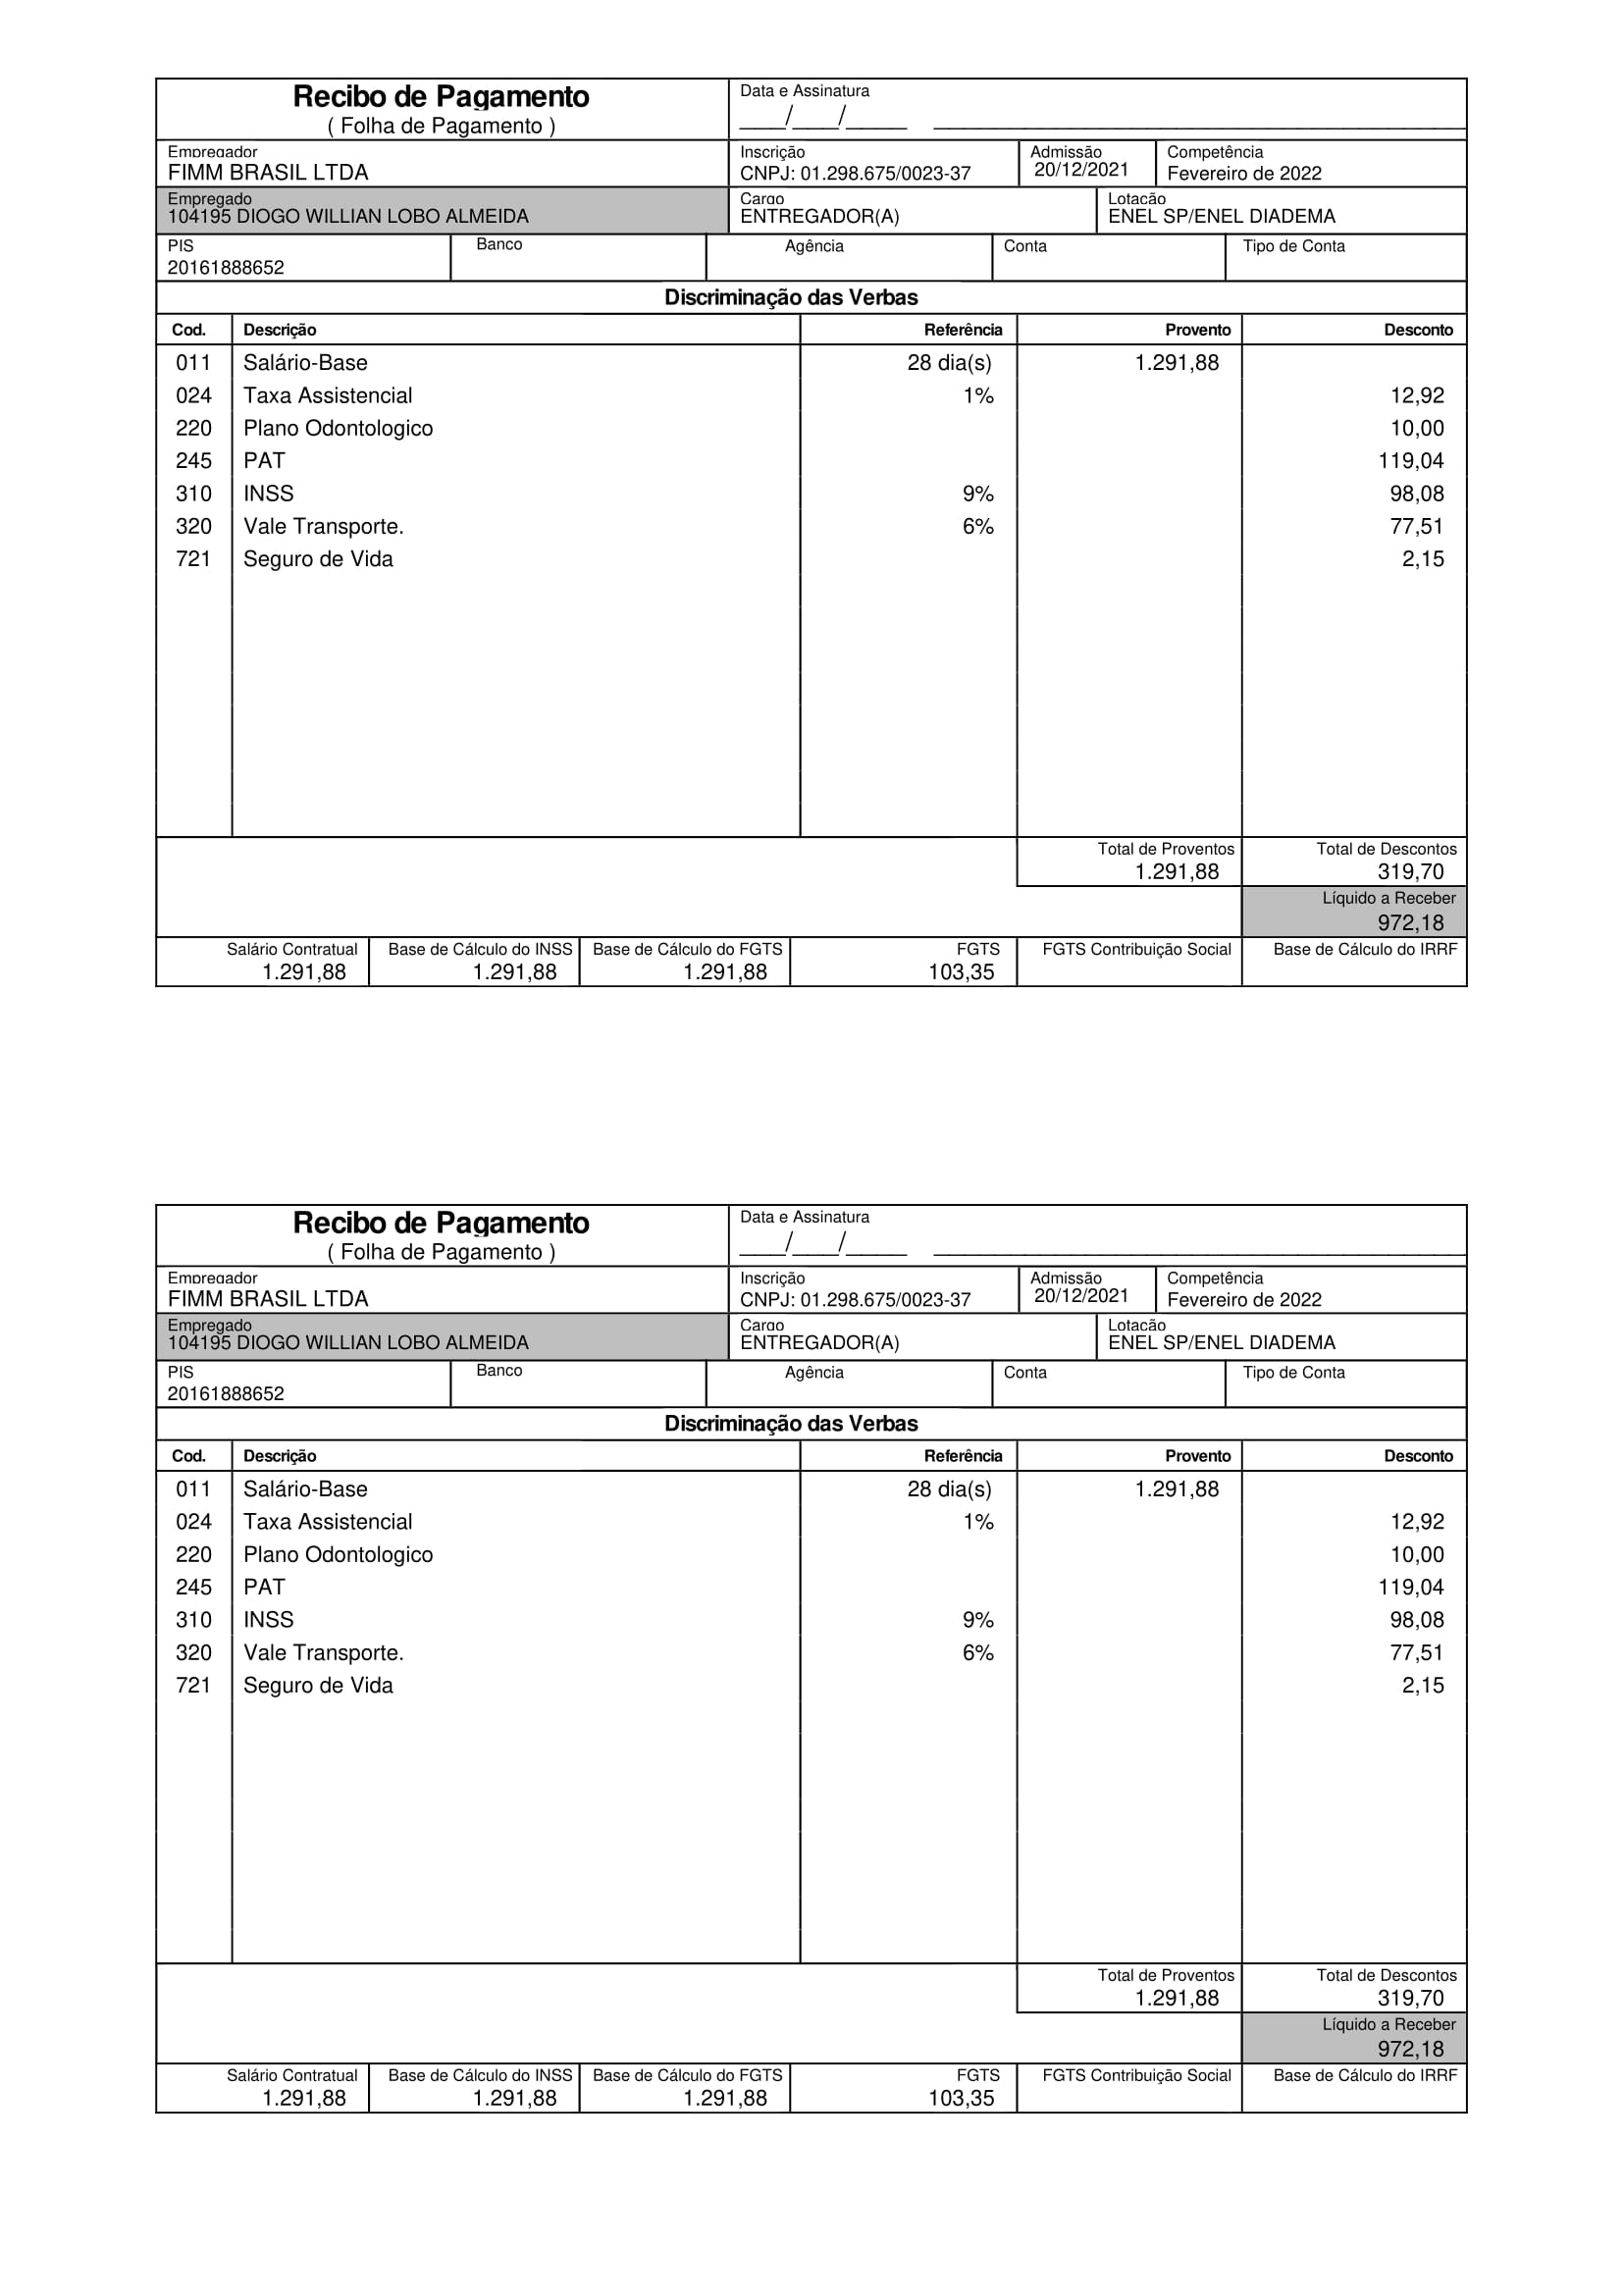 Recibo de Pagamento
( Folha de Pagamento )
Data e Assinatura
___/___/____ ____________________________________
Empregador
FIMM BRASIL LTDA
Inscrição
CNPJ: 01.298.675/0023-37
Admissão
20/12/2021
Competência
Fevereiro de 2022
Empregado
104195 DIOGO WILLIAN LOBO ALMEIDA
Cargo
ENTREGADOR(A)
Lotação
ENEL SP/ENEL DIADEMA
PIS
20161888652
Banco
Agência
Conta
Tipo de Conta
Discriminação das Verbas
Cod. Descrição Referência Provento Desconto
011 Salário-Base 28 dia(s) 1.291,88
024 Taxa Assistencial 1% 12,92
220 Plano Odontologico 10,00
245 PAT 119,04
310 INSS 9% 98,08
320 Vale Transporte. 6% 77,51
721 Seguro de Vida 2,15
Total de Proventos Total de Descontos
1.291,88 319,70
Líquido a Receber
972,18
Salário Contratual Base de Cálculo do INSS Base de Cálculo do FGTS FGTS FGTS Contribuição Social Base de Cálculo do IRRF
1.291,88 1.291,88 1.291,88 103,35
Recibo de Pagamento
( Folha de Pagamento )
Data e Assinatura
___/___/____ ____________________________________
Empregador
FIMM BRASIL LTDA
Inscrição
CNPJ: 01.298.675/0023-37
Admissão
20/12/2021
Competência
Fevereiro de 2022
Empregado
104195 DIOGO WILLIAN LOBO ALMEIDA
Cargo
ENTREGADOR(A)
Lotação
ENEL SP/ENEL DIADEMA
PIS
20161888652
Banco
Agência
Conta
Tipo de Conta
Discriminação das Verbas
Cod. Descrição Referência Provento Desconto
011 Salário-Base 28 dia(s) 1.291,88
024 Taxa Assistencial 1% 12,92
220 Plano Odontologico 10,00
245 PAT 119,04
310 INSS 9% 98,08
320 Vale Transporte. 6% 77,51
721 Seguro de Vida 2,15
Total de Proventos Total de Descontos
1.291,88 319,70
Líquido a Receber
972,18
Salário Contratual Base de Cálculo do INSS Base de Cálculo do FGTS FGTS FGTS Contribuição Social Base de Cálculo do IRRF
1.291,88 1.291,88 1.291,88 103,35